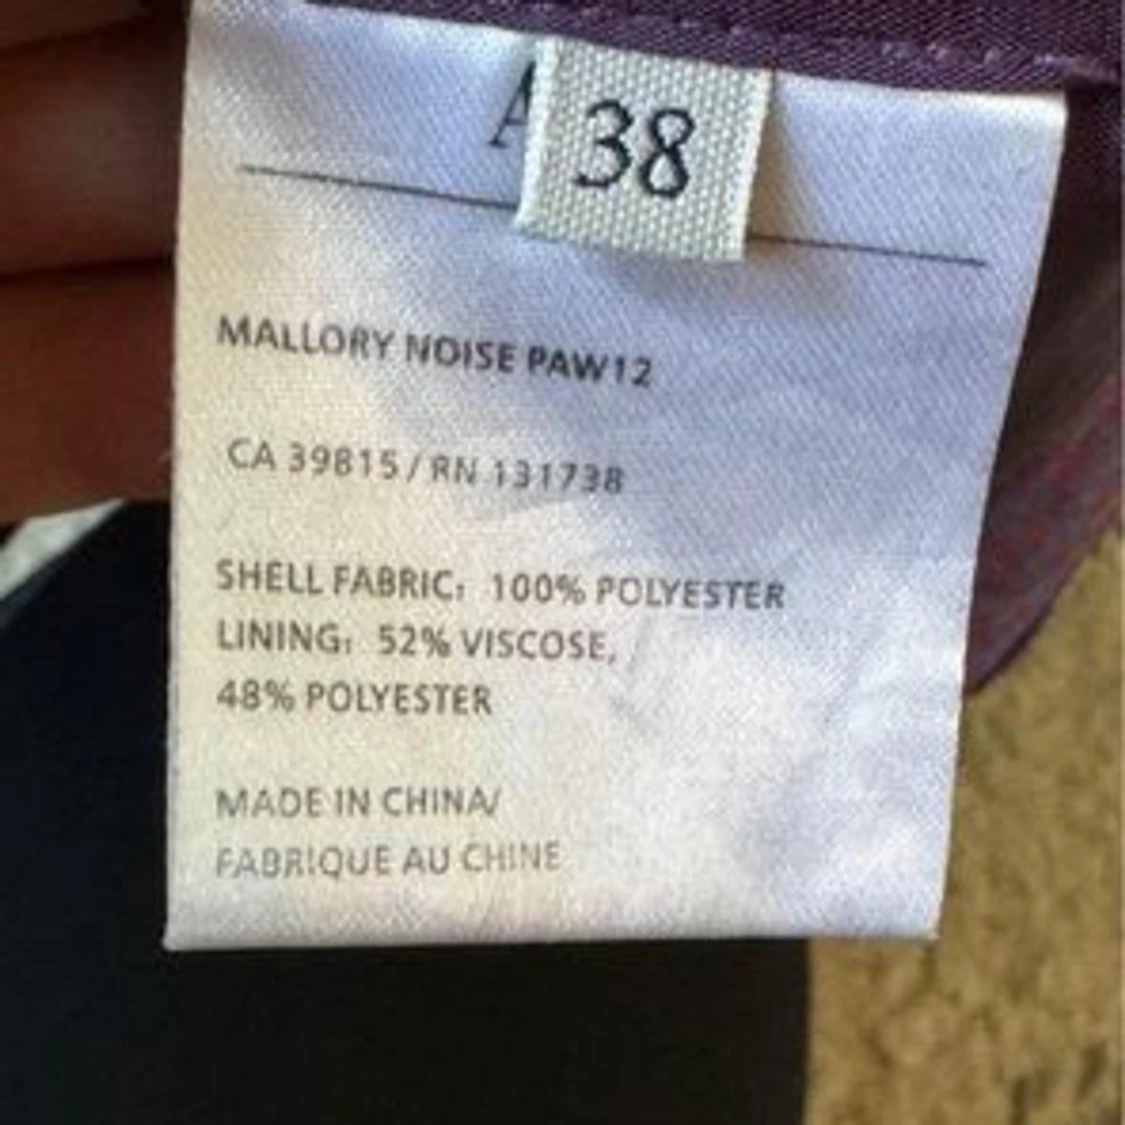 A
38
MALLORY NOISE PAW12
CA 39815 / RN 131738
SHELL FABRIC: 100% POLYESTER
LINING: 52% VISCOSE,
48% POLYESTER
MADE IN CHINA/
FABRIQUE AU CHINE